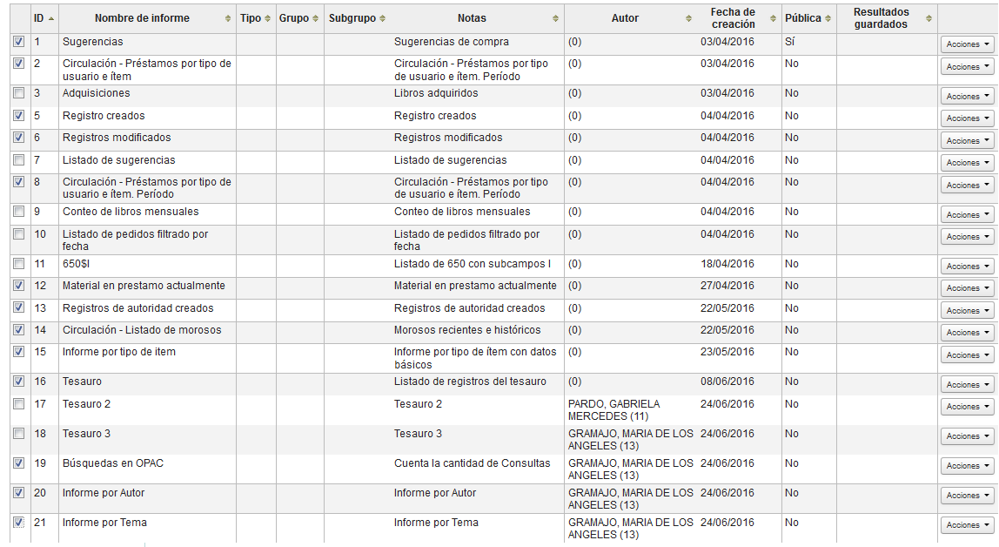 ID Nombre de informe Tipo Grupo Subgrupo Notas Autor Fecha de creación Pública Resultados guardados
1 Sugerencias Sugerencias de compra (0) 03/04/2016 Sí Acciones
2 Circulación - Préstamos por tipo de Circulación - Préstamos por tipo (0) 03/04/2016 No Acciones
usuario e ítem de usuario e ítem. Período
3 Adquisiciones Libros adquiridos (0) 03/04/2016 No Acciones
5 Registro creados Registro creados (0) 04/04/2016 No Acciones
6 Registros modificados Registros modificados (0) 04/04/2016 No Acciones
7 Listado de sugerencias Listado de sugerencias (0) 04/04/2016 No Acciones
8 Circulación - Préstamos por tipo de Circulación - Préstamos por tipo (0) 04/04/2016 No Acciones
usuario e ítem. Período de usuario e ítem. Período
9 Conteo de libros mensuales Conteo de libros mensuales (0) 04/04/2016 No Acciones
10 Listado de pedidos filtrado por Listado de pedidos filtrado por (0) 04/04/2016 No Acciones
fecha fecha
11 650$l Listado de 650 con subcampos l (0) 18/04/2016 No Acciones
12 Material en prestamo actualmente Material en prestamo actualmente (0) 27/04/2016 No Acciones
13 Registros de autoridad creados Registros de autoridad creados (0) 22/05/2016 No Acciones
14 Circulación - Listado de morosos Morosos recientes e históricos (0) 22/05/2016 No Acciones
15 Informe por tipo de item Informe por tipo de ítem con datos (0) 23/05/2016 No Acciones
básicos
16 Tesauro Listado de registros del tesauro (0) 08/06/2016 No Acciones
17 Tesauro 2 Tesauro 2 PARDO, GABRIELA 24/06/2016 No Acciones
MERCEDES (11)
18 Tesauro 3 Tesauro 3 GRAMAJO, MARIA DE LOS 24/06/2016 No Acciones
ANGELES (13)
19 Búsquedas en OPAC Cuenta la cantidad de Consultas GRAMAJO, MARIA DE LOS 24/06/2016 No Acciones
ANGELES (13)
20 Informe por Autor Informe por Autor GRAMAJO, MARIA DE LOS 24/06/2016 No Acciones
ANGELES (13)
21 Informe por Tema Informe por Tema GRAMAJO, MARIA DE LOS 24/06/2016 No Acciones
ANGELES (13)